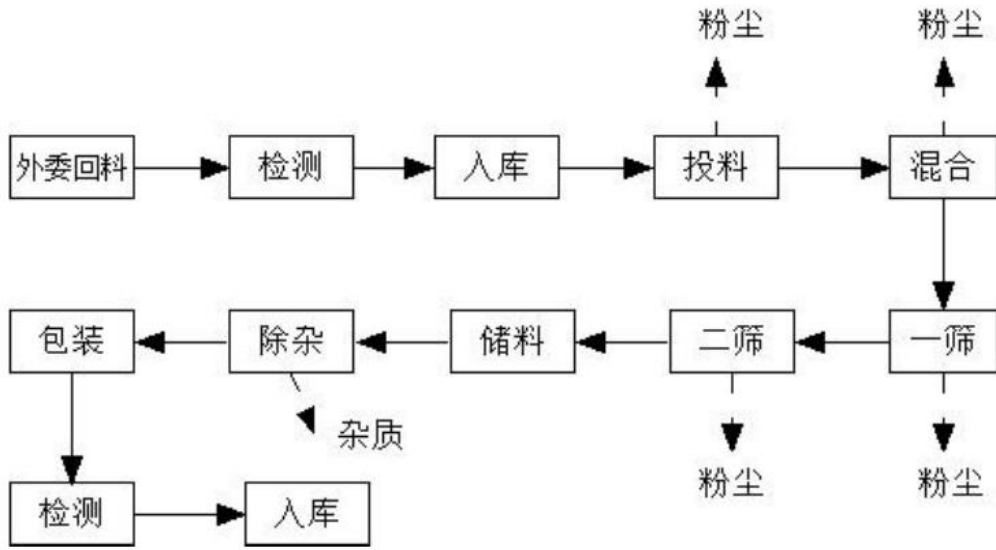 粉尘 粉尘
外委回料 检测 入库 投料 混合
包装 除杂 储料 二筛 一筛
杂质
粉尘 粉尘
检测 入库